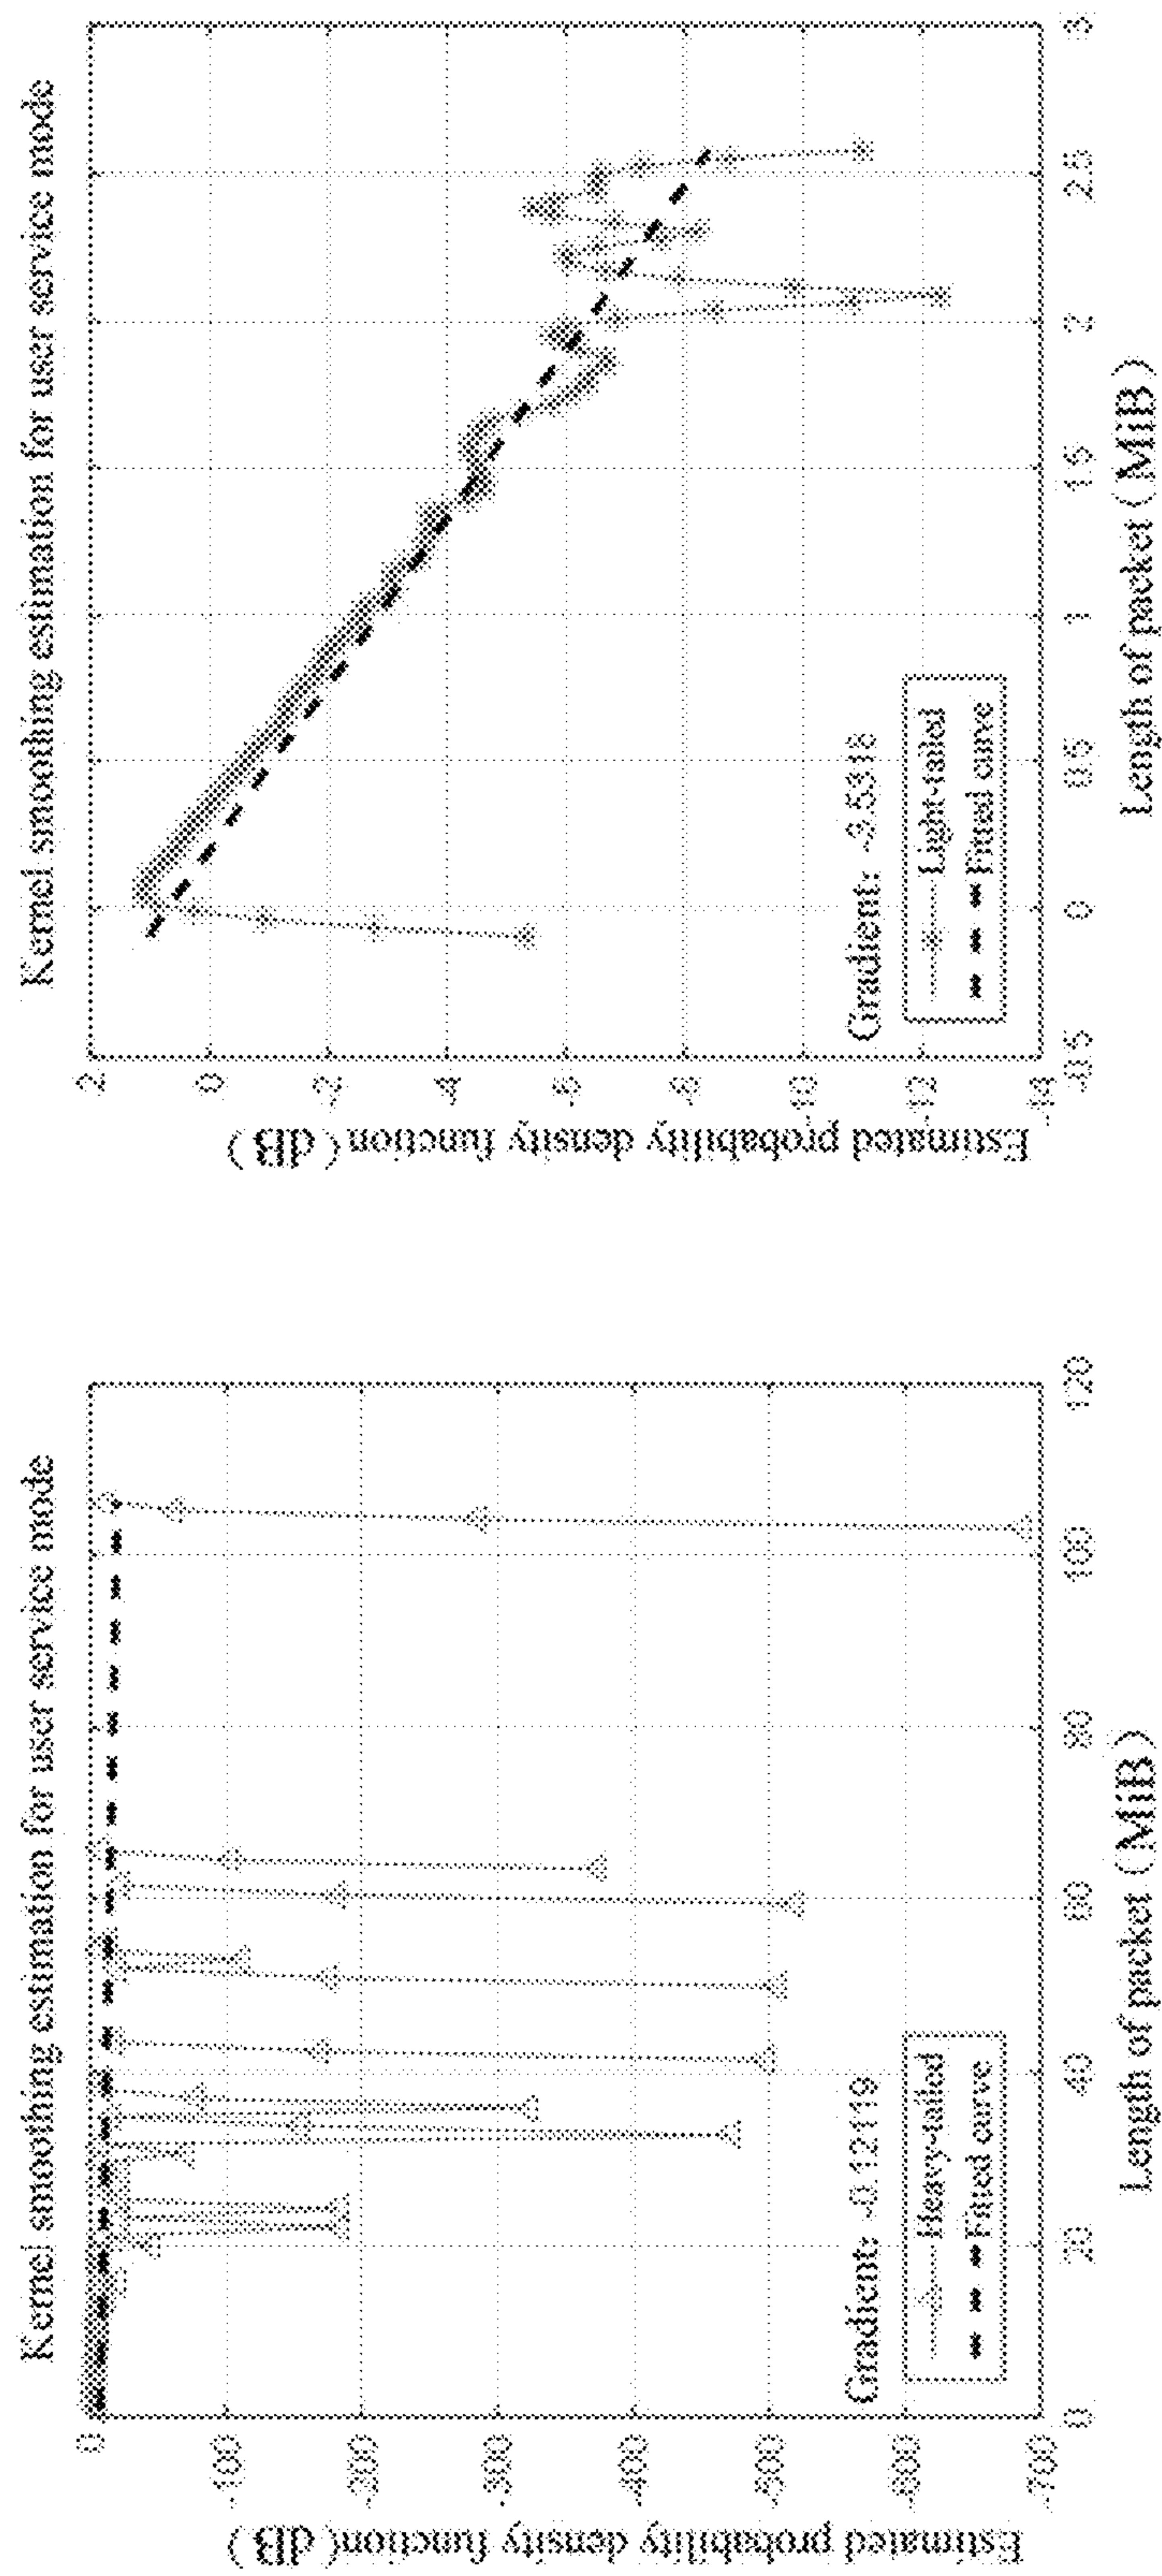 Kernel smoothing estimation for user service mode
Estimated probability density function (dB)
0
-100
-200
-300
-400
-500
-600
-700
Gradient: -0.12119
Heavy-tailed
Fitted curve
0
20
40
60
80
100
120
Length of packet (MiB)
Kernel smoothing estimation for user service mode
Estimated probability density function (dB)
2
0
-2
-4
-6
-8
-10
-12
-14
Gradient: -3.5318
Light-tailed
Fitted curve
-0.5
0
0.5
1
1.5
2
2.5
3
Length of packet (MiB)